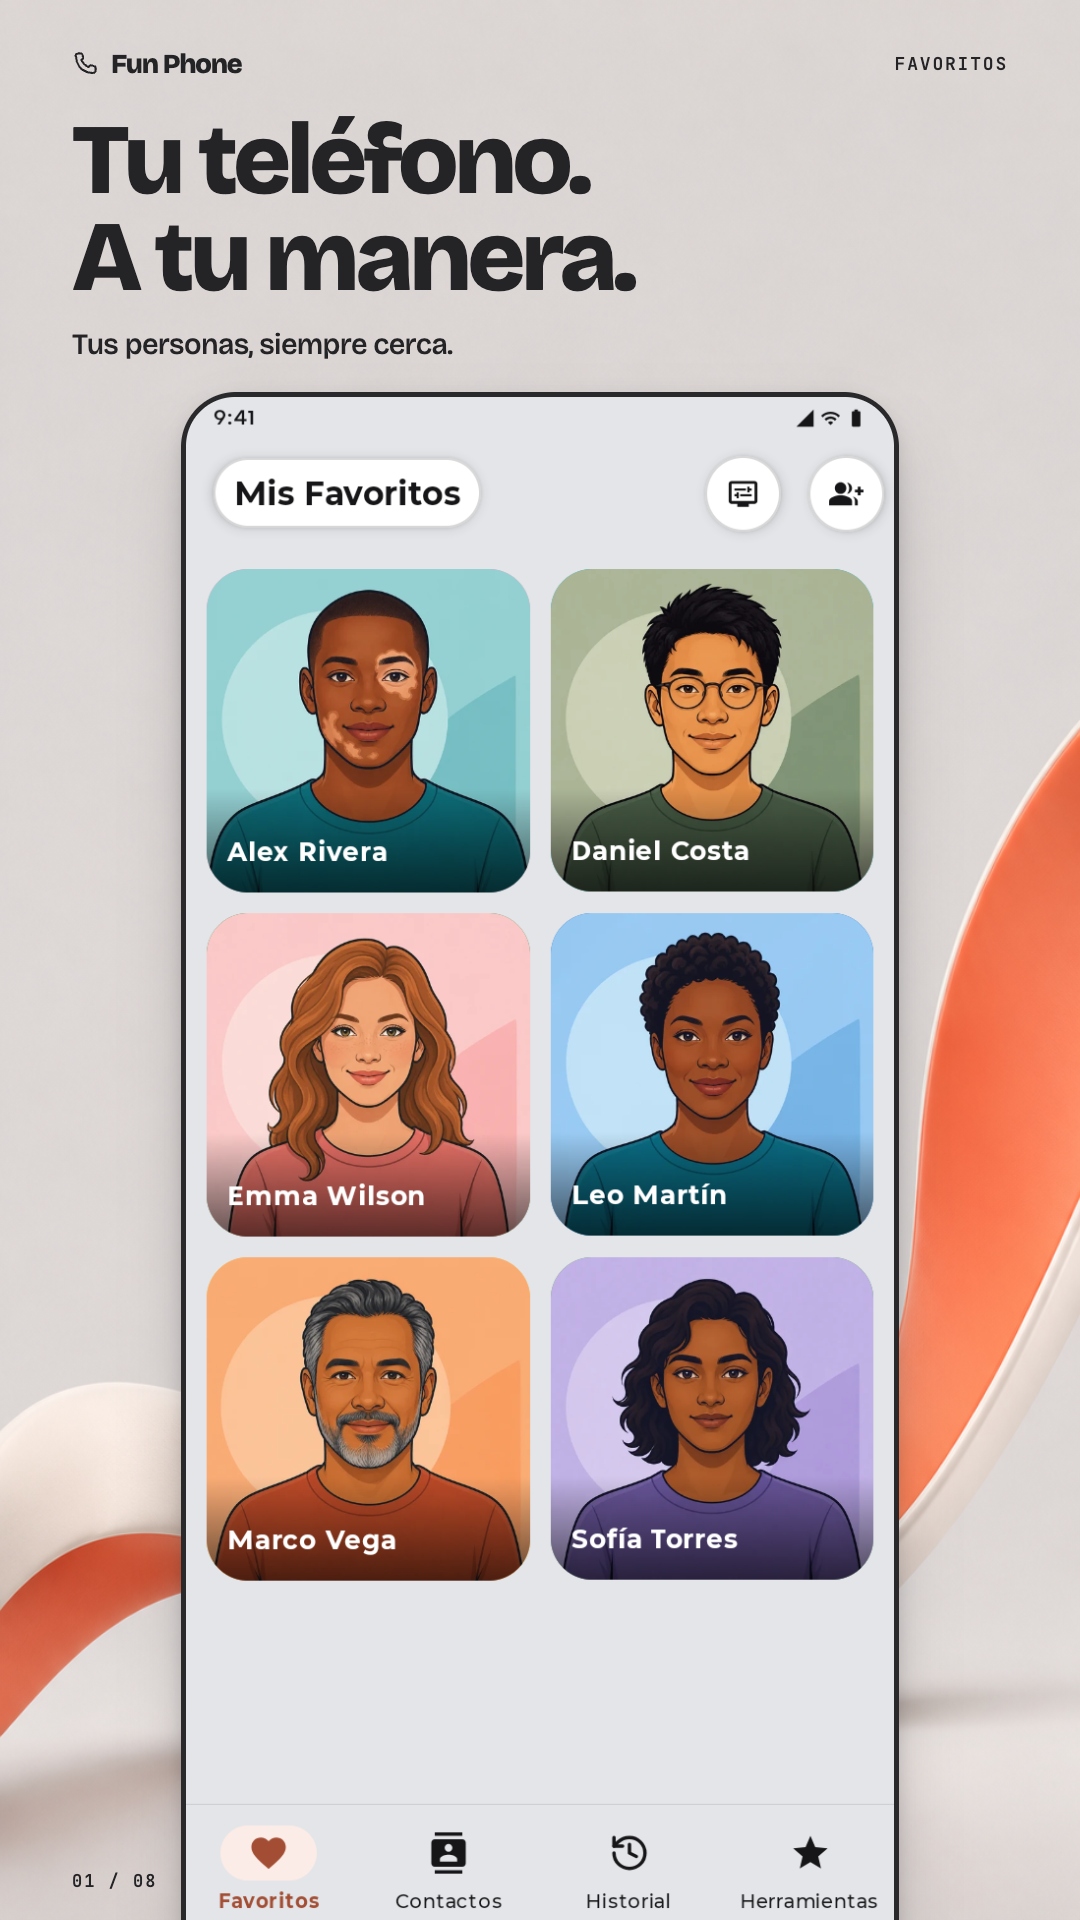 Fun Phone
FAVORITOS
Tu teléfono.
A tu manera.
Tus personas, siempre cerca.
9:41
Mis Favoritos
Alex Rivera
Daniel Costa
Emma Wilson
Leo Martín
Marco Vega
Sofía Torres
01 / 08
Favoritos
Contactos
Historial
Herramientas